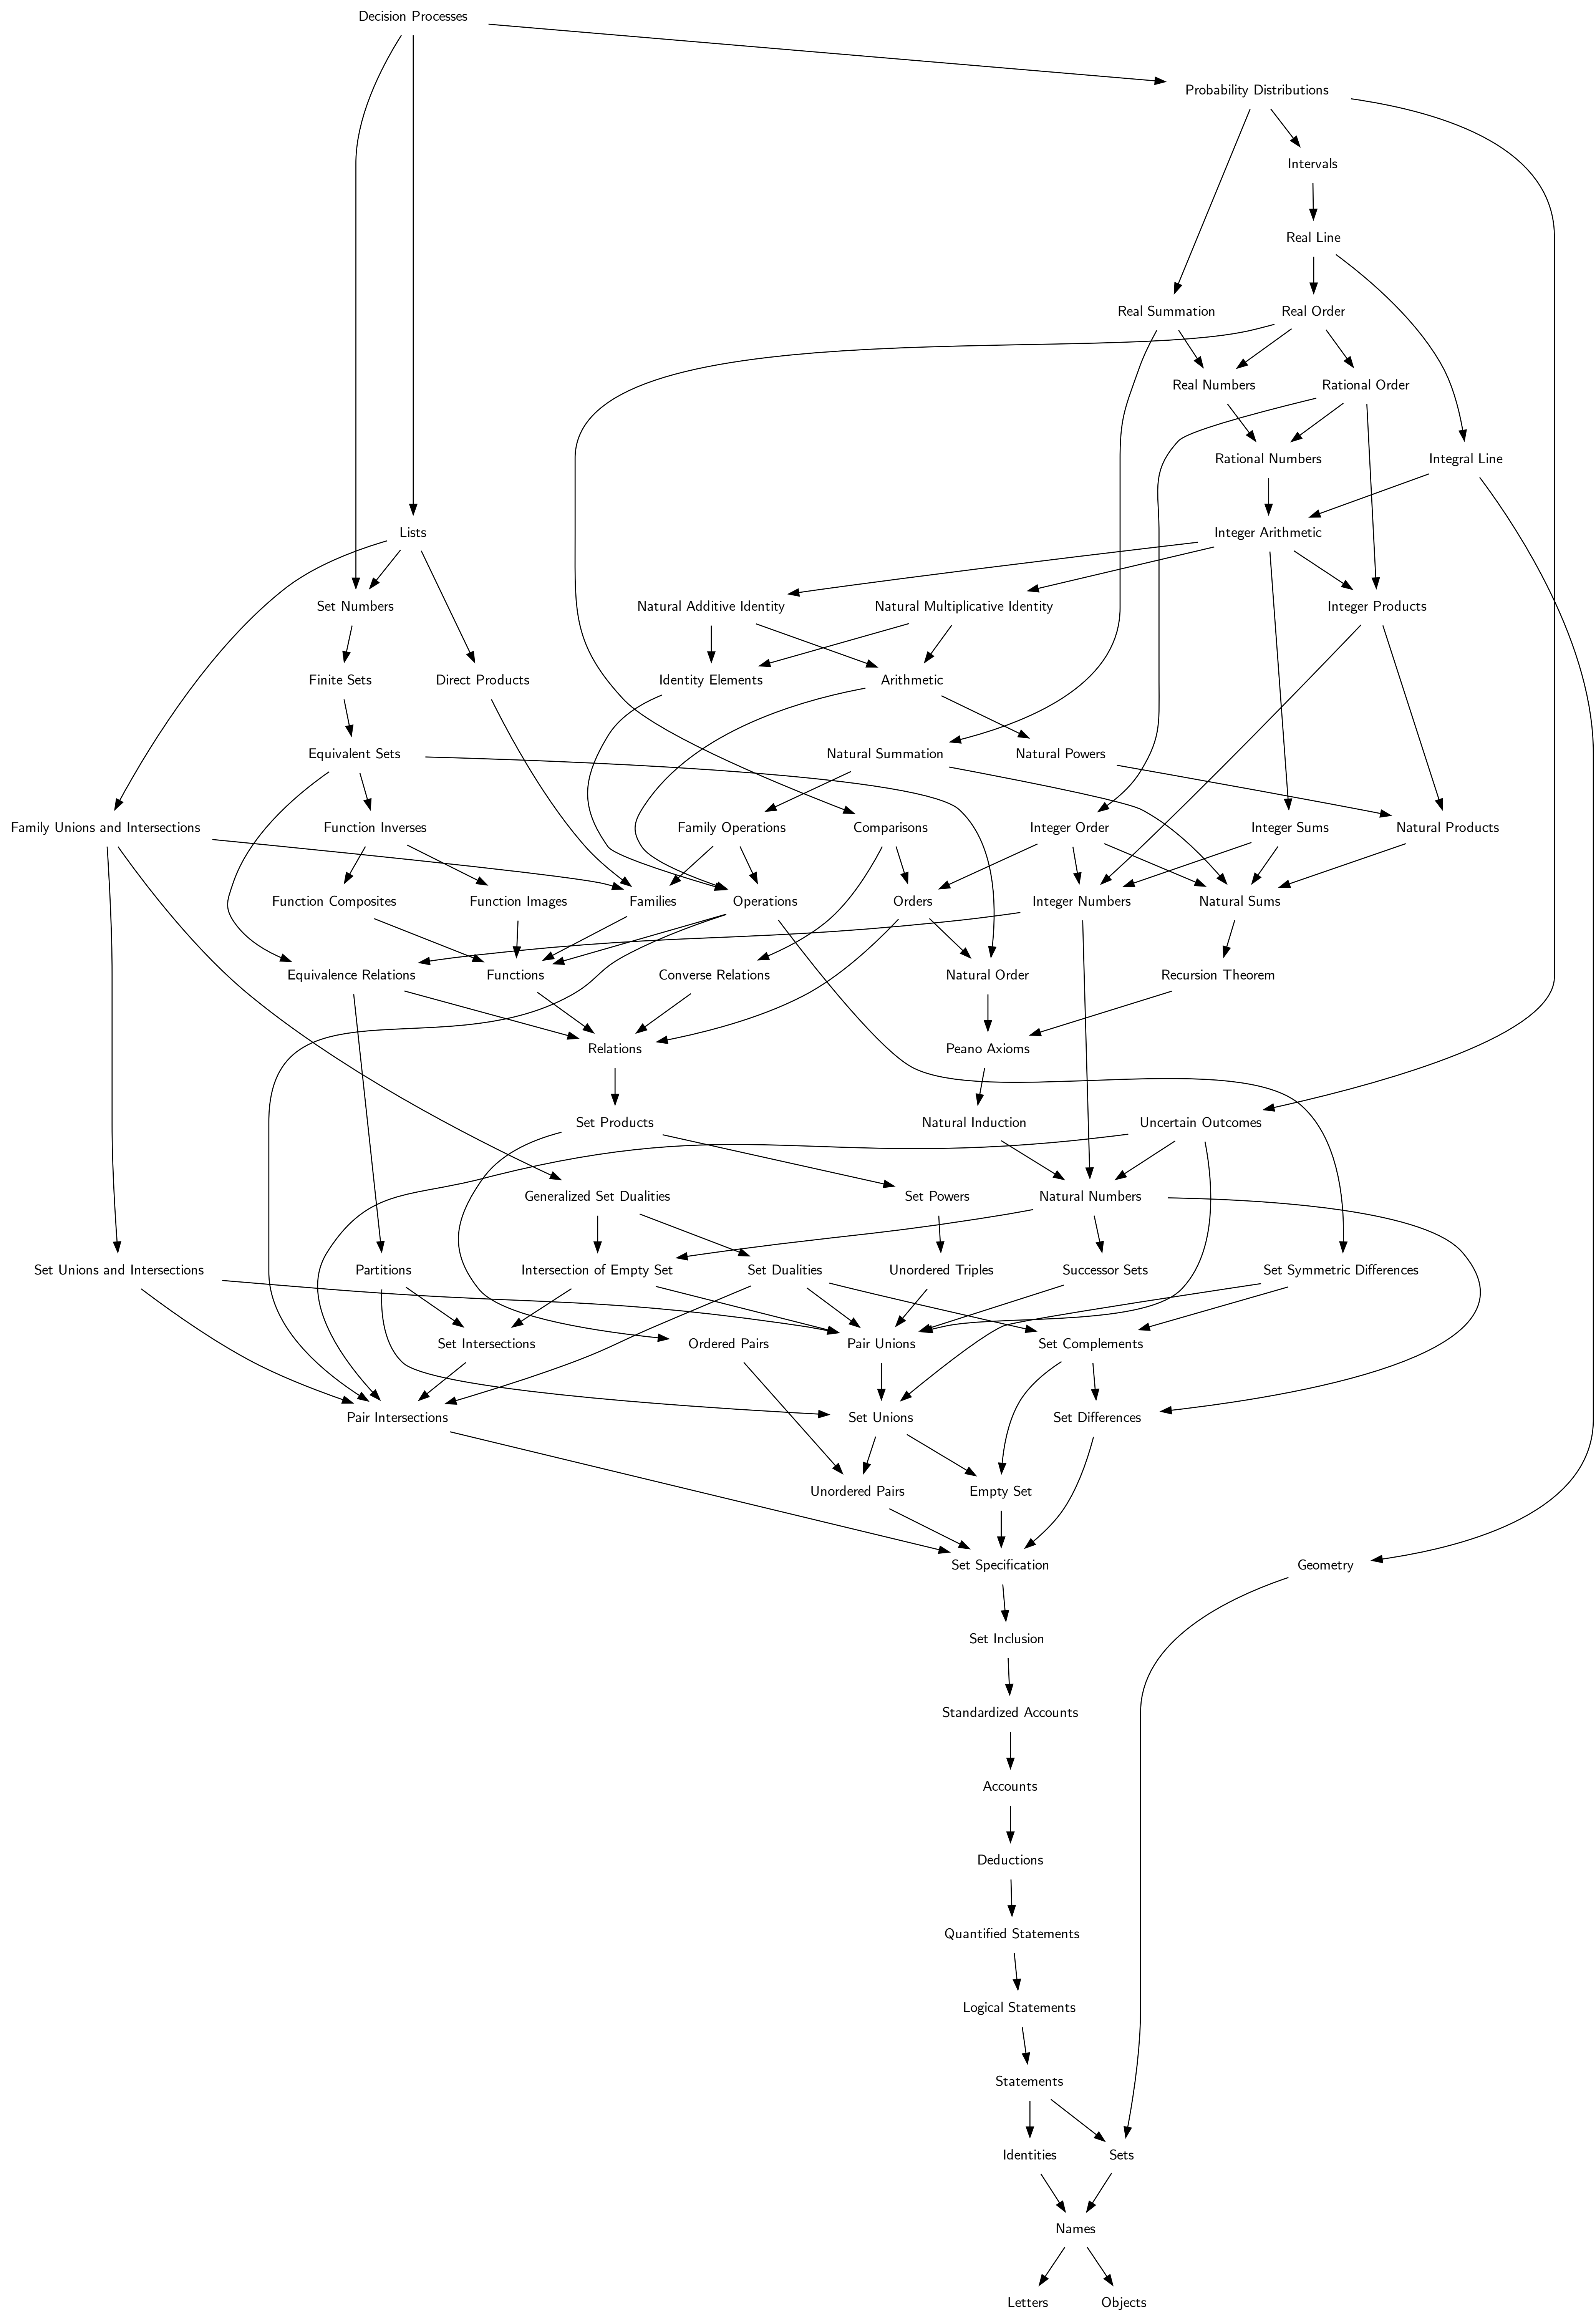 Decision Processes
Probability Distributions
Intervals
Real Line
Real Summation
Real Order
Real Numbers
Rational Order
Rational Numbers
Integral Line
Lists
Integer Arithmetic
Set Numbers
Natural Additive Identity
Natural Multiplicative Identity
Integer Products
Finite Sets
Direct Products
Identity Elements
Arithmetic
Equivalent Sets
Natural Summation
Natural Powers
Family Unions and Intersections
Function Inverses
Family Operations
Comparisons
Integer Order
Integer Sums
Natural Products
Function Composites
Function Images
Families
Operations
Orders
Integer Numbers
Natural Sums
Equivalence Relations
Functions
Converse Relations
Natural Order
Recursion Theorem
Relations
Peano Axioms
Set Products
Natural Induction
Uncertain Outcomes
Generalized Set Dualities
Set Powers
Natural Numbers
Set Unions and Intersections
Partitions
Intersection of Empty Set
Set Dualities
Unordered Triples
Successor Sets
Set Symmetric Differences
Set Intersections
Ordered Pairs
Pair Unions
Set Complements
Pair Intersections
Set Unions
Set Differences
Unordered Pairs
Empty Set
Set Specification
Geometry
Set Inclusion
Standardized Accounts
Accounts
Deductions
Quantified Statements
Logical Statements
Statements
Identities
Sets
Names
Letters
Objects